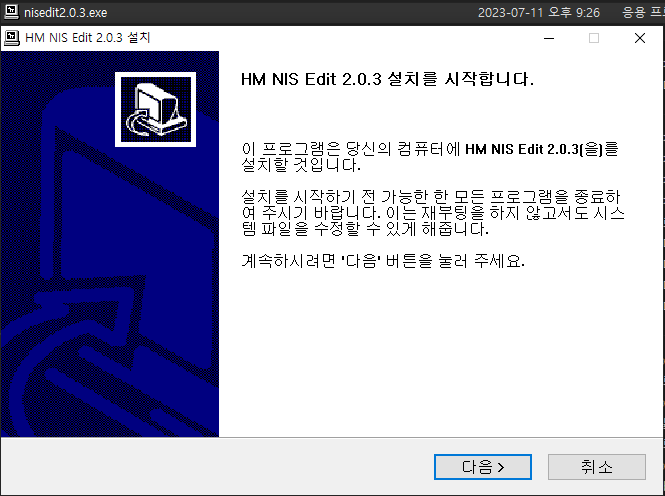 nisedit2.0.3.exe 2023-07-11 오후 9:26 응용 프
HM NIS Edit 2.0.3 설치
HM NIS Edit 2.0.3 설치를 시작합니다.
이 프로그램은 당신의 컴퓨터에 HM NIS Edit 2.0.3(을)를
설치할 것입니다.
설치를 시작하기 전 가능한 한 모든 프로그램을 종료하
여 주시기 바랍니다. 이는 재부팅을 하지 않고서도 시스
템 파일을 수정할 수 있게 해줍니다.
계속하시려면 '다음' 버튼을 눌러 주세요.
다음 >
취소